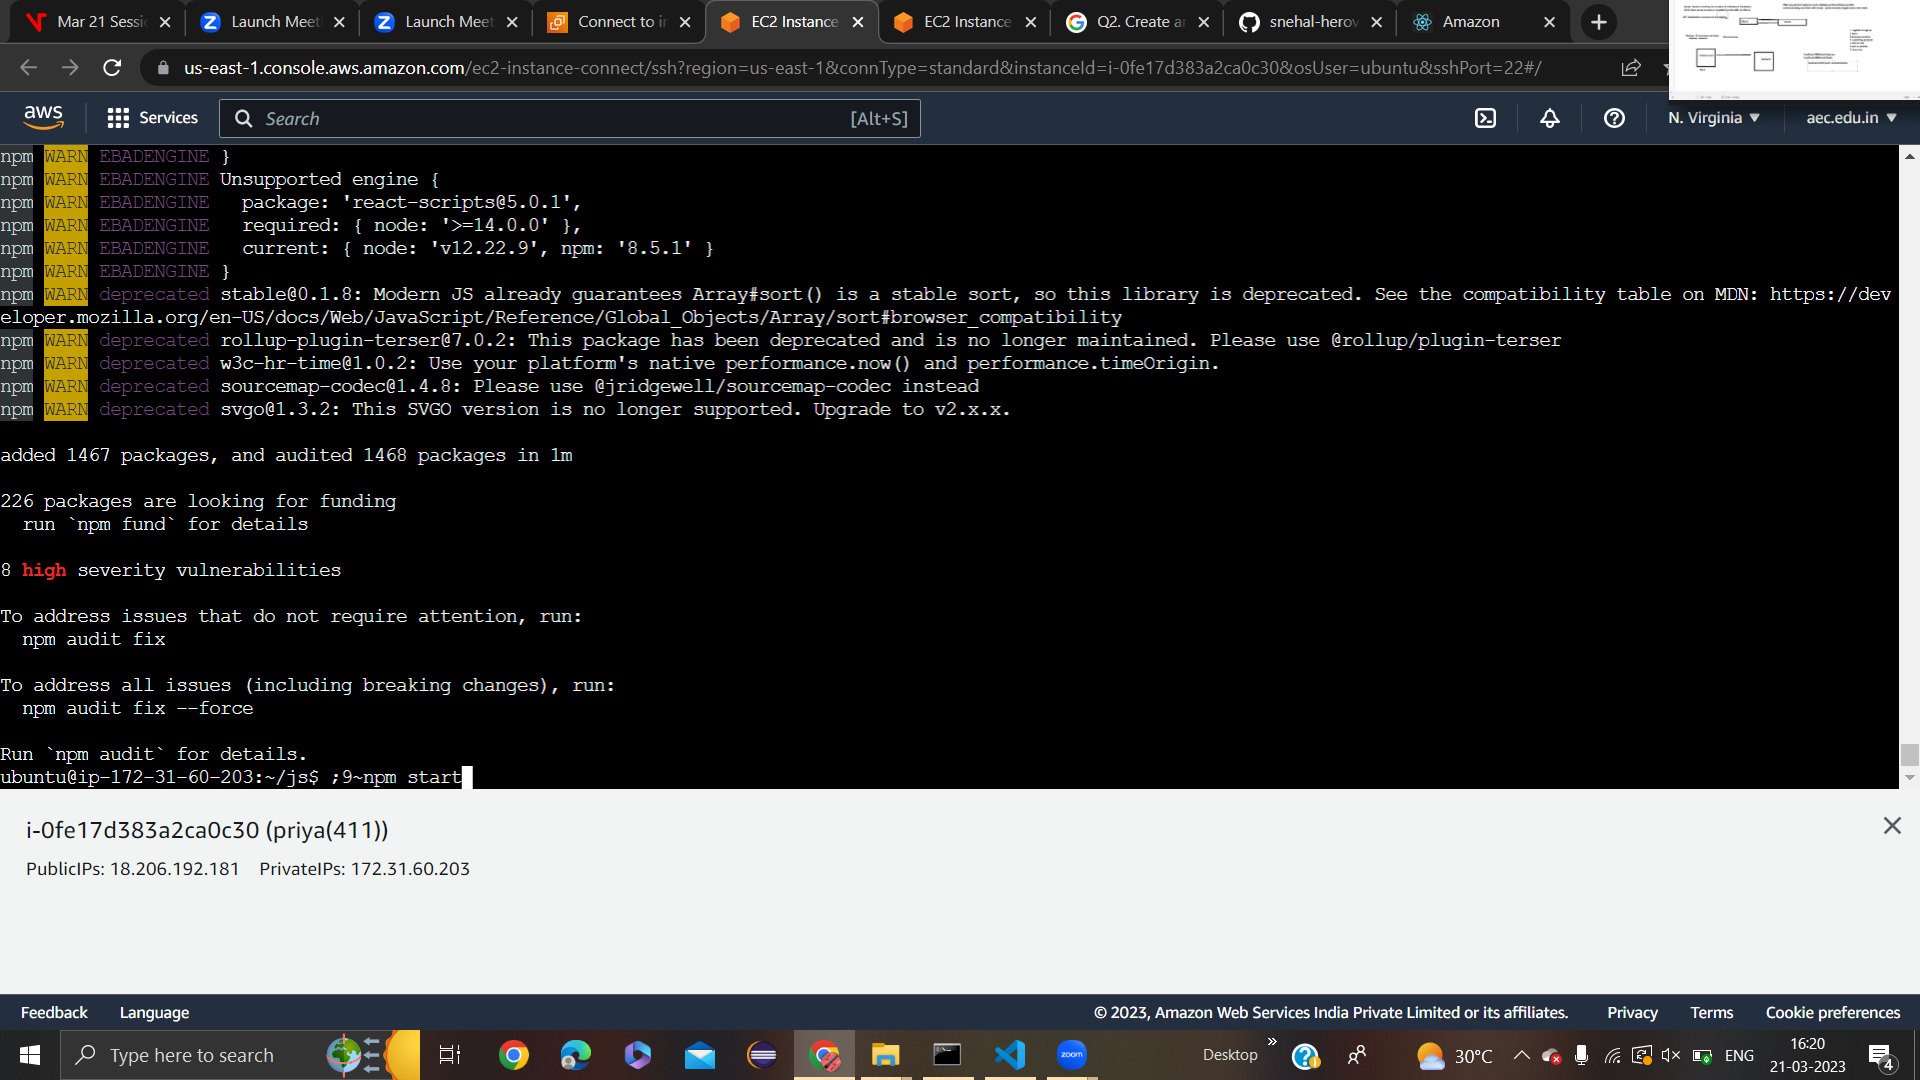 Mar 21 Sessi
Launch Meet
Launch Meet
Connect to in
EC2 Instance
EC2 Instance
Q2. Create an
snehal-herov
Amazon
us-east-1.console.aws.amazon.com/ec2-instance-connect/ssh?region=us-east-1&connType=standard&instanceId=i-0fe17d383a2ca0c30&osUser=ubuntu&sshPort=22#/
aws
Services
Search
[Alt+S]
N. Virginia
aec.edu.in
npm WARN EBADENGINE }
npm WARN EBADENGINE Unsupported engine {
npm WARN EBADENGINE   package: 'react-scripts@5.0.1',
npm WARN EBADENGINE   required: { node: '>=14.0.0' },
npm WARN EBADENGINE   current: { node: 'v12.22.9', npm: '8.5.1' }
npm WARN EBADENGINE }
npm WARN deprecated stable@0.1.8: Modern JS already guarantees Array#sort() is a stable sort, so this library is deprecated. See the compatibility table on MDN: https://dev
eloper.mozilla.org/en-US/docs/Web/JavaScript/Reference/Global_Objects/Array/sort#browser_compatibility
npm WARN deprecated rollup-plugin-terser@7.0.2: This package has been deprecated and is no longer maintained. Please use @rollup/plugin-terser
npm WARN deprecated w3c-hr-time@1.0.2: Use your platform's native performance.now() and performance.timeOrigin.
npm WARN deprecated sourcemap-codec@1.4.8: Please use @jridgewell/sourcemap-codec instead
npm WARN deprecated svgo@1.3.2: This SVGO version is no longer supported. Upgrade to v2.x.x.
added 1467 packages, and audited 1468 packages in 1m
226 packages are looking for funding
  run `npm fund` for details
8 high severity vulnerabilities
To address issues that do not require attention, run:
  npm audit fix
To address all issues (including breaking changes), run:
  npm audit fix --force
Run `npm audit` for details.
ubuntu@ip-172-31-60-203:~/js$ ;9~npm start
i-0fe17d383a2ca0c30 (priya(411))
PublicIPs: 18.206.192.181    PrivateIPs: 172.31.60.203
Feedback
Language
© 2023, Amazon Web Services India Private Limited or its affiliates.
Privacy
Terms
Cookie preferences
Type here to search
zoom
Desktop
30°C
ENG
16:20
21-03-2023
4